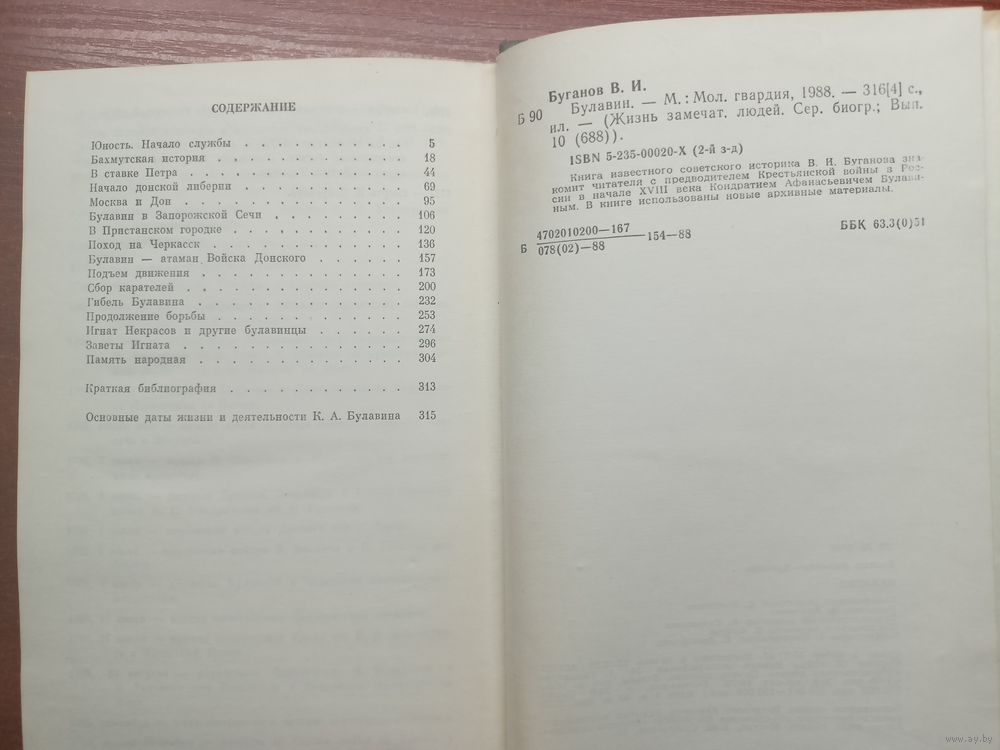 СОДЕРЖАНИЕ
Юность. Начало службы . . . . . . . . . . 5
Бахмутская история . . . . . . . . . . . 18
В ставке Петра . . . . . . . . . . . . . 44
Начало донской либерии . . . . . . . . . . 69
Москва и Дон . . . . . . . . . . . . . 95
Булавин в Запорожской Сечи . . . . . . . . 106
В Пристанском городке . . . . . . . . . . 120
Поход на Черкасск . . . . . . . . . . . 136
Булавин — атаман Войска Донского . . . . . . 157
Подъем движения . . . . . . . . . . . . 173
Сбор карателей . . . . . . . . . . . . . 200
Гибель Булавина . . . . . . . . . . . . 232
Продолжение борьбы . . . . . . . . . . . 253
Игнат Некрасов и другие булавинцы . . . . . . 274
Заветы Игната . . . . . . . . . . . . . 296
Память народная . . . . . . . . . . . . 304
Краткая библиография . . . . . . . . . . . 313
Основные даты жизни и деятельности К. А. Булавина 315
Буганов В. И.
Б 90 Булавин. — М.: Мол. гвардия, 1988. — 316[4] с.,
ил. — (Жизнь замечат. людей. Сер. биогр.; Вып.
10 (688)).
ISBN 5-235-00020-X (2-й з-д)
Книга известного советского историка В. И. Буганова зна-
комит читателя с предводителем Крестьянской войны в Рос-
сии в начале XVIII века Кондратием Афанасьевичем Булави-
ным. В книге использованы новые архивные материалы.
Б 4702010200—167
078(02)—88
154—88
ББК 63.3(0)51
www.ay.by